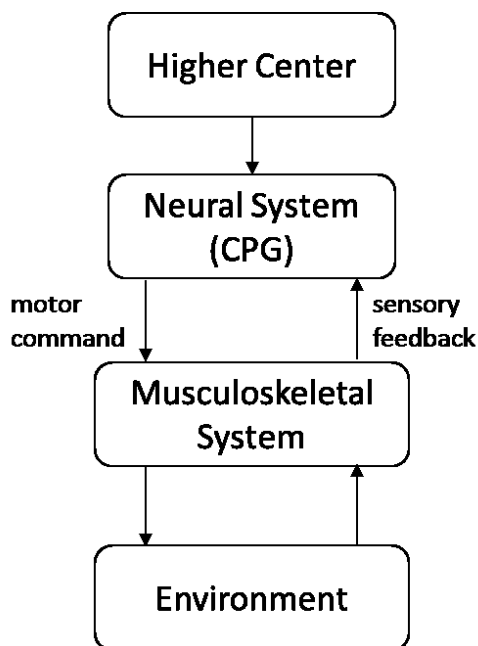 Higher Center
Neural System
(CPG)
motor
command
sensory
feedback
Musculoskeletal
System
Environment